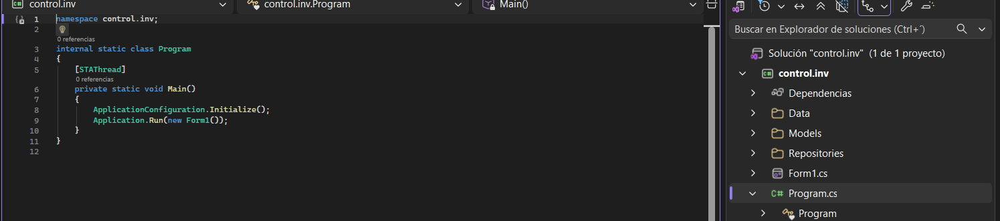 control.inv
control.inv.Program
Main()
1 namespace control.inv;
2
0 referencias
3 internal static class Program
4 {
5 [STAThread]
0 referencias
6 private static void Main()
7 {
8 ApplicationConfiguration.Initialize();
9 Application.Run(new Form1());
10 }
11 }
12
Buscar en Explorador de soluciones (Ctrl+´)
Solución "control.inv" (1 de 1 proyecto)
C# control.inv
Dependencias
Data
Models
Repositories
Form1.cs
C# Program.cs
Program